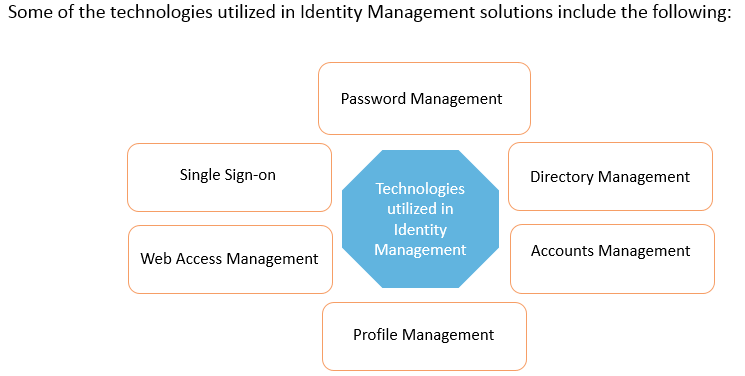 Some of the technologies utilized in Identity Management solutions include the following:
Password Management
Single Sign-on
Directory Management
Technologies
utilized in
Identity
Management
Web Access Management
Accounts Management
Profile Management